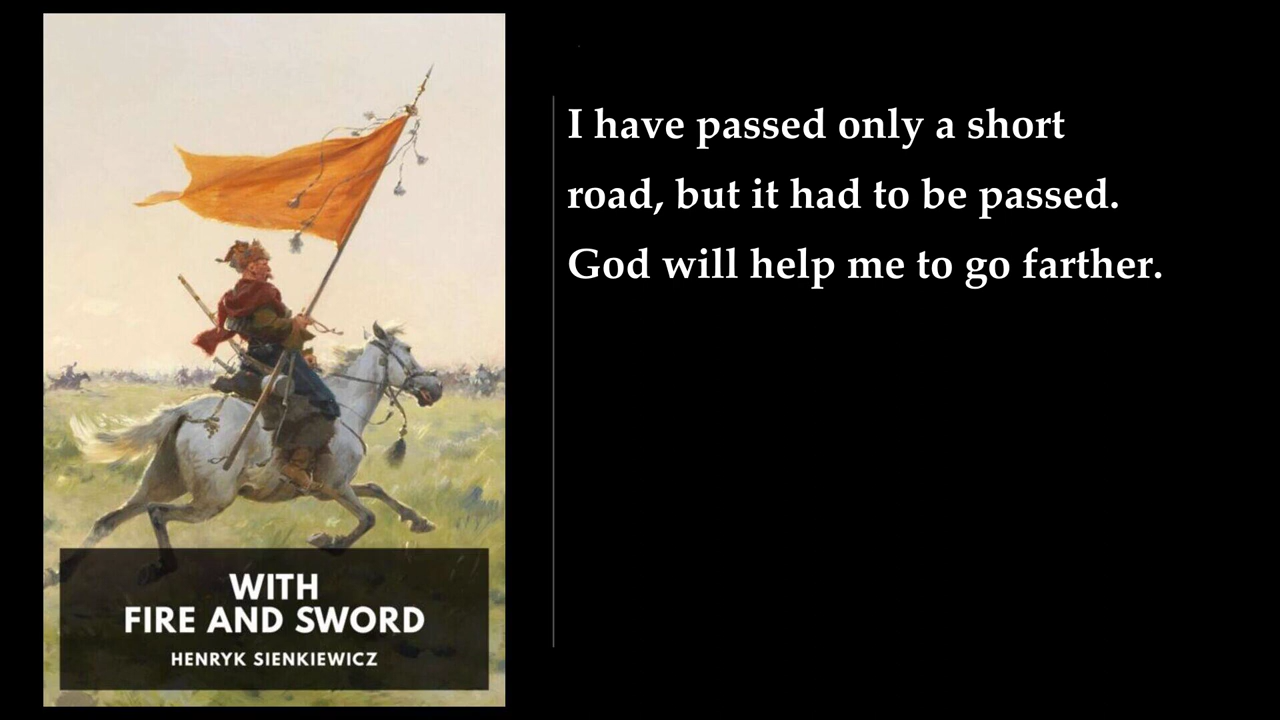 I have passed only a short
road, but it had to be passed.
God will help me to go farther.
WITH
FIRE AND SWORD
HENRYK SIENKIEWICZ